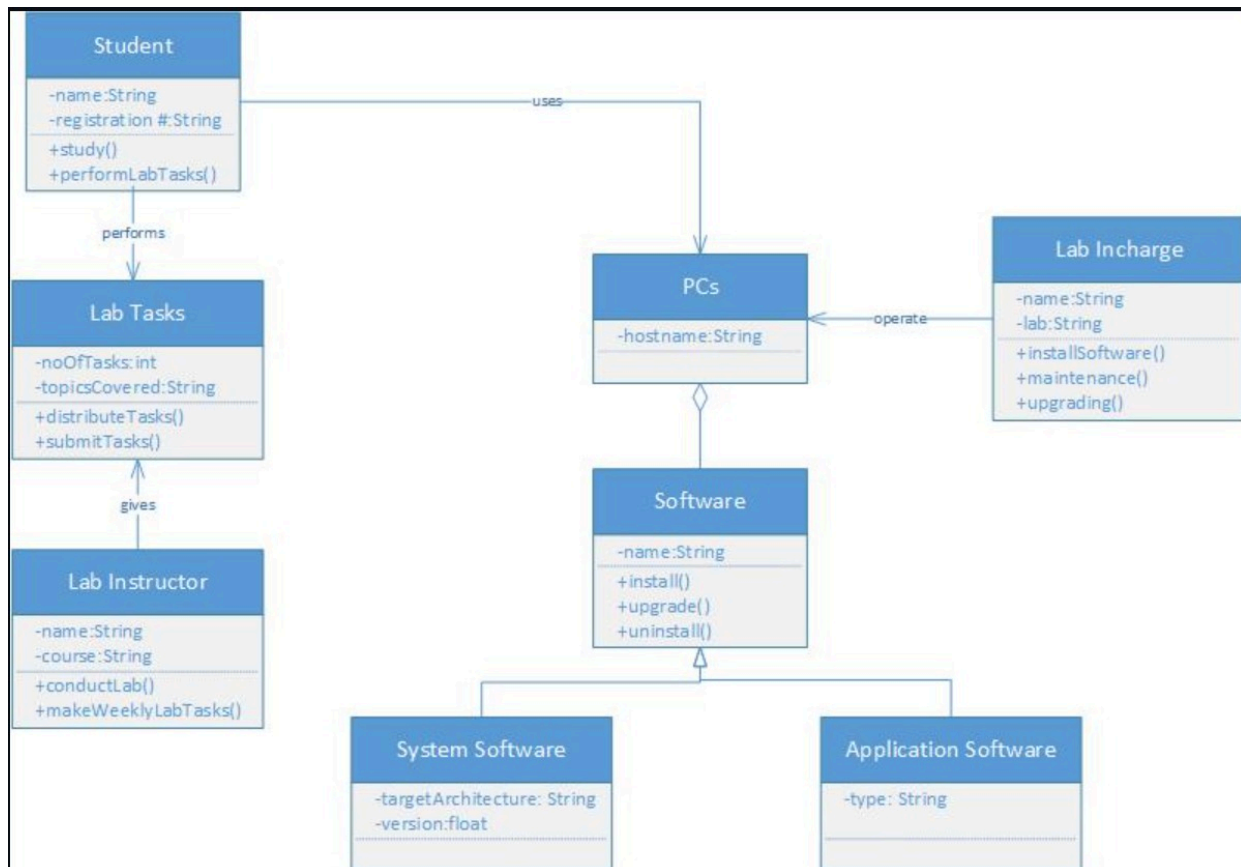 Student
-name:String
-registration #:String
+study()
+performLabTasks()
uses
performs
Lab Tasks
-noOfTasks:int
-topicsCovered:String
+distributeTasks()
+submitTasks()
gives
Lab Instructor
-name:String
-course:String
+conductLab()
+makeWeeklyLabTasks()
PCs
-hostname:String
operate
Lab Incharge
-name:String
-lab:String
+installSoftware()
+maintenance()
+upgrading()
Software
-name:String
+install()
+upgrade()
+uninstall()
System Software
-targetArchitecture: String
-version:float
Application Software
-type: String